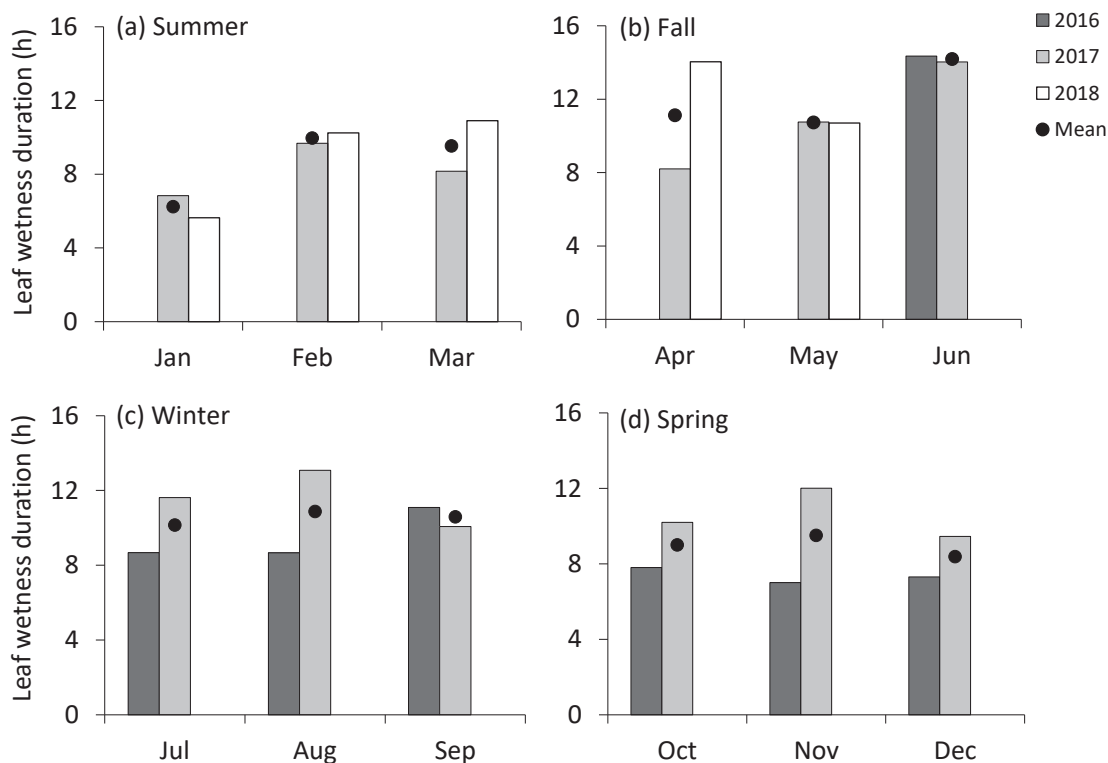 Leaf wetness duration (h)
(a) Summer
16
12
8
4
0
Jan Feb Mar
(b) Fall
16
12
8
4
0
Apr May Jun
2016
2017
2018
Mean
Leaf wetness duration (h)
(c) Winter
16
12
8
4
0
Jul Aug Sep
(d) Spring
16
12
8
4
0
Oct Nov Dec